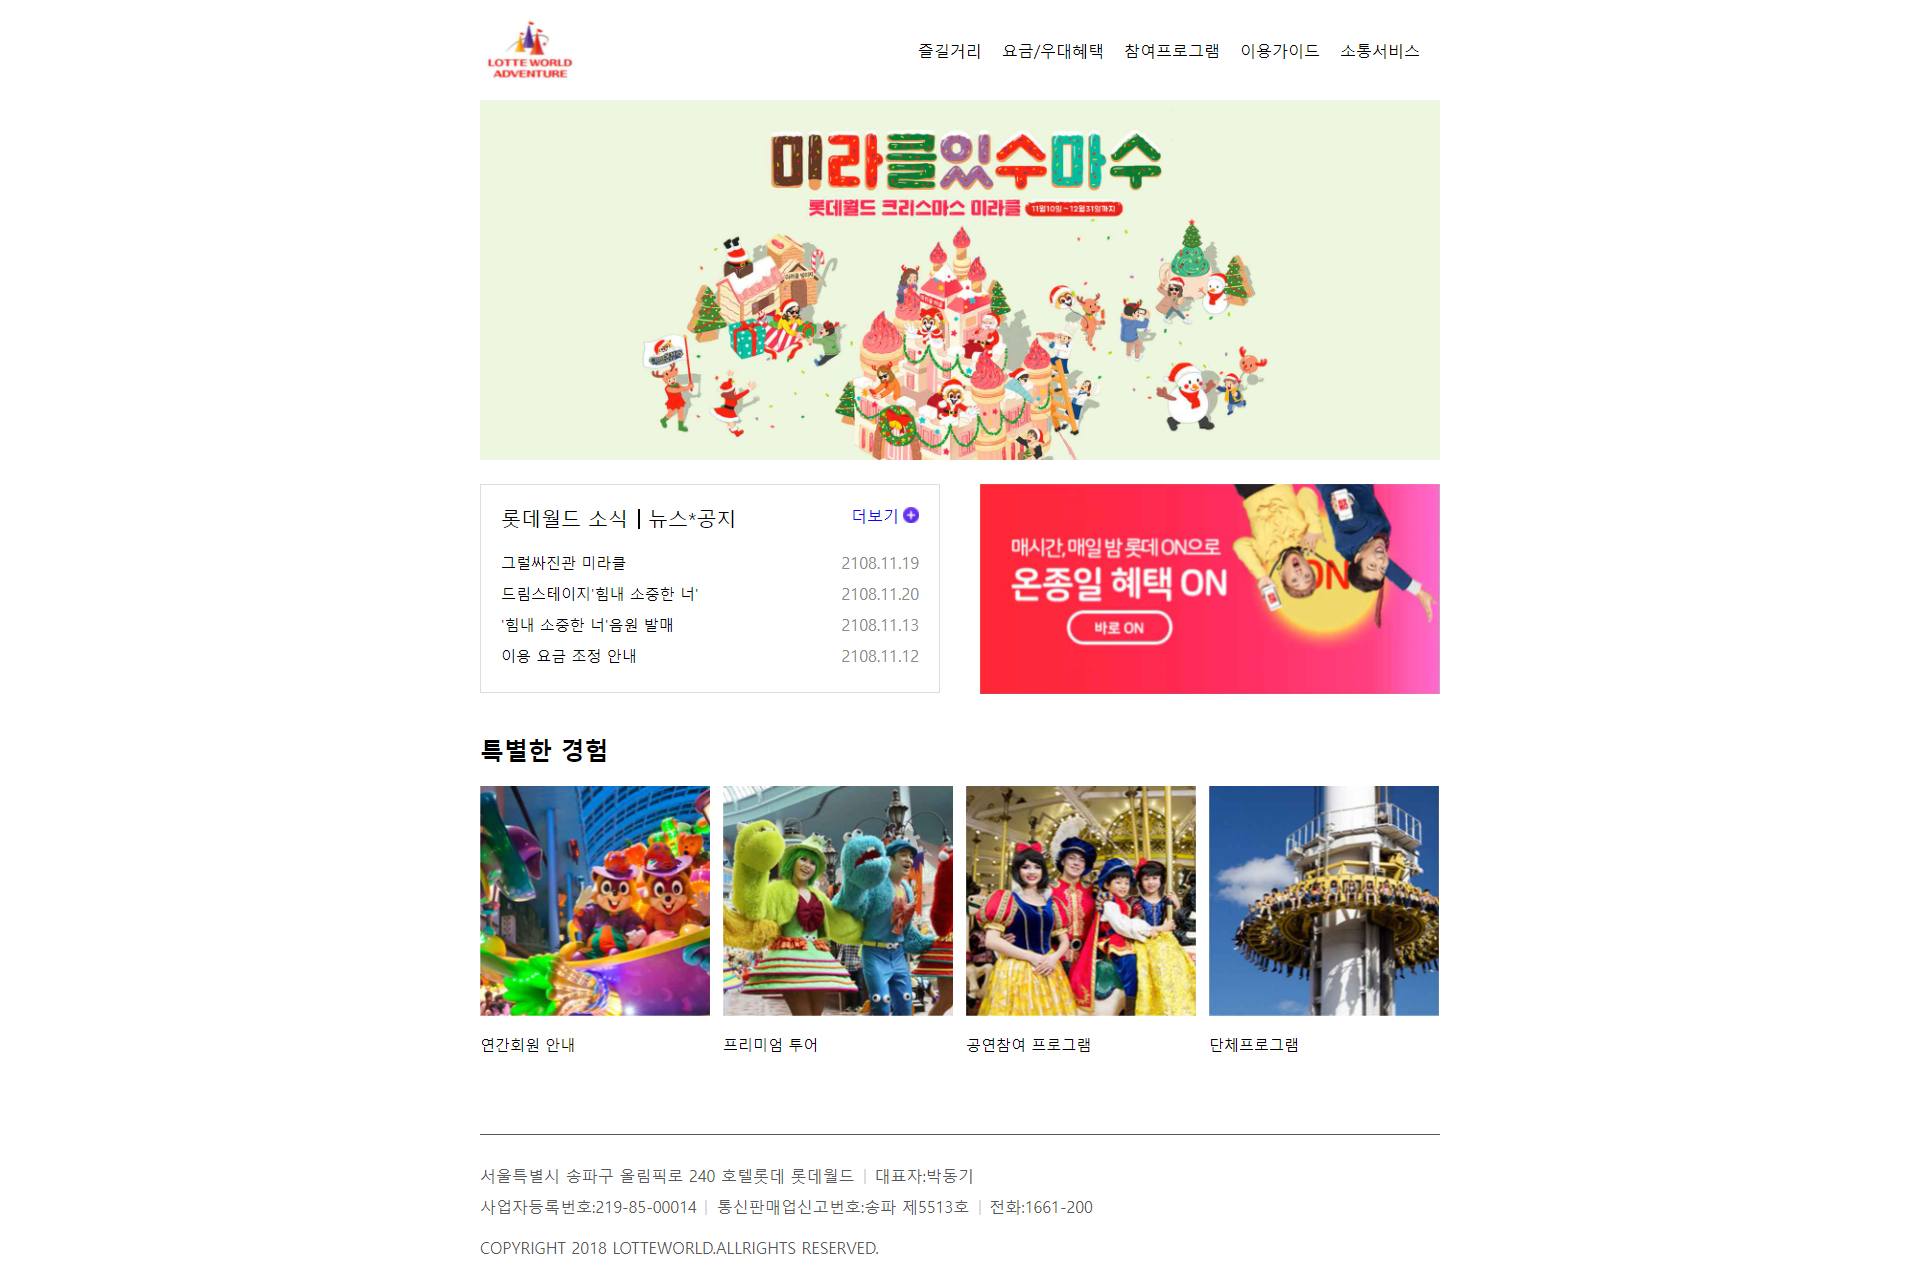 LOTTE WORLD
ADVENTURE
즐길거리 요금/우대혜택 참여프로그램 이용가이드 소통서비스
미라클있수마수
롯데월드 크리스마스 미라클 11월10일~12월31일까지
롯데월드 소식 | 뉴스*공지 더보기
그럴싸진관 미라클 2108.11.19
드림스테이지'힘내 소중한 너' 2108.11.20
'힘내 소중한 너'음원 발매 2108.11.13
이용 요금 조정 안내 2108.11.12
매시간, 매일 밤 롯데 ON으로
온종일 혜택 ON
바로 ON
ON
특별한 경험
연간회원 안내 프리미엄 투어 공연참여 프로그램 단체프로그램
서울특별시 송파구 올림픽로 240 호텔롯데 롯데월드 | 대표자:박동기
사업자등록번호:219-85-00014 | 통신판매업신고번호:송파 제5513호 | 전화:1661-200
COPYRIGHT 2018 LOTTEWORLD.ALLRIGHTS RESERVED.